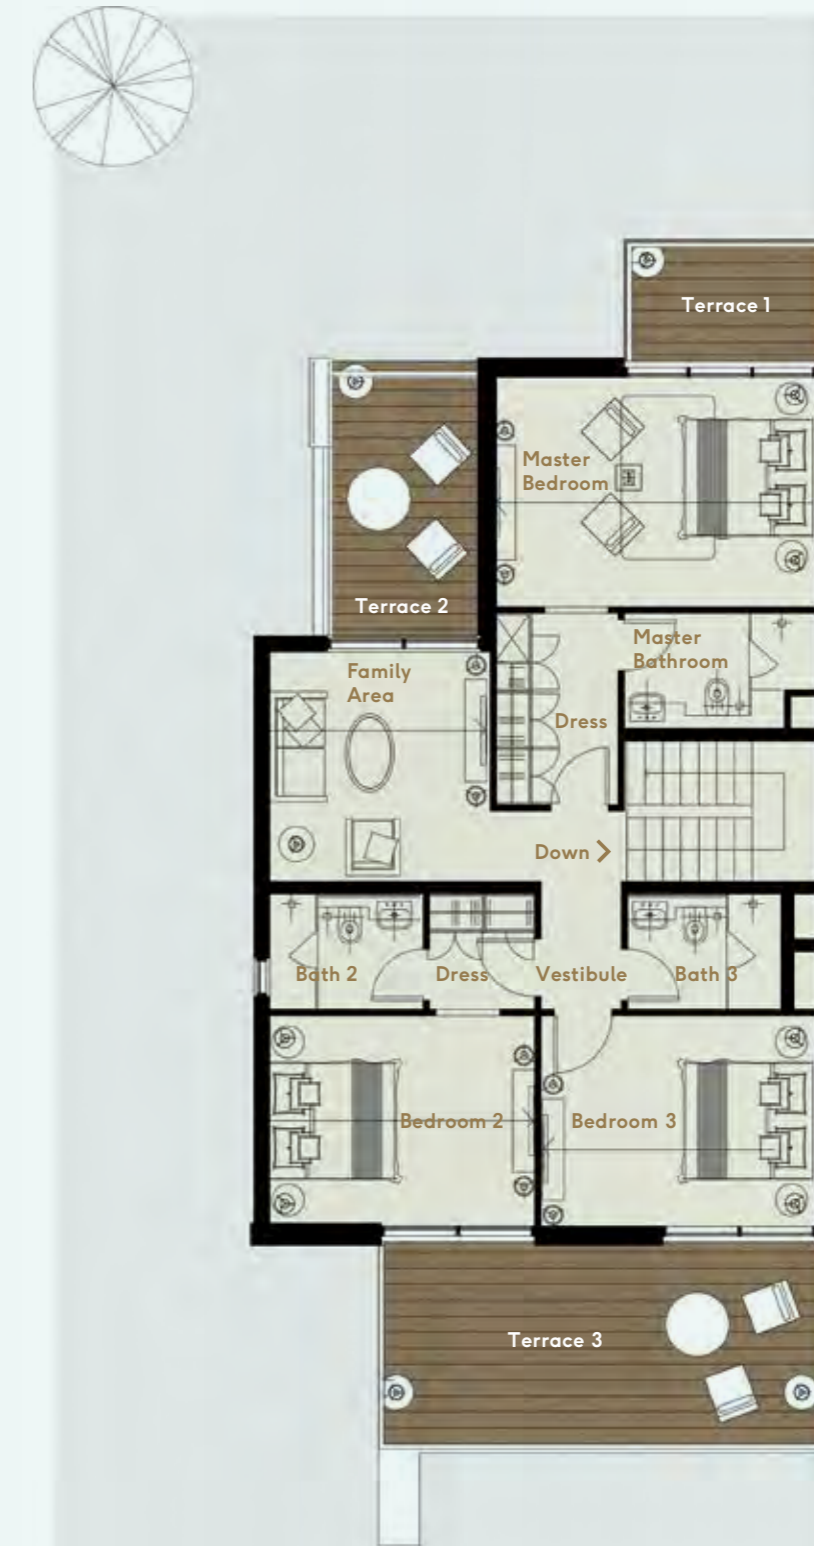 Terrace 1
Master
Bedroom
Terrace 2
Master
Bathroom
Family
Area
Dress
Down
Bath 2
Dress
Vestibule
Bath 3
Bedroom 2
Bedroom 3
Terrace 3